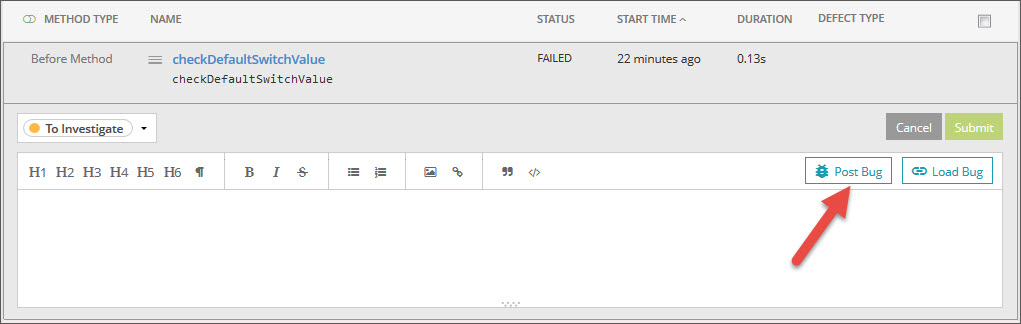 METHOD TYPE NAME STATUS START TIME DURATION DEFECT TYPE
Before Method checkDefaultSwitchValue FAILED 22 minutes ago 0.13s
checkDefaultSwitchValue
To Investigate Cancel Submit
H1 H2 H3 H4 H5 H6 ¶ B I S </> Post Bug Load Bug